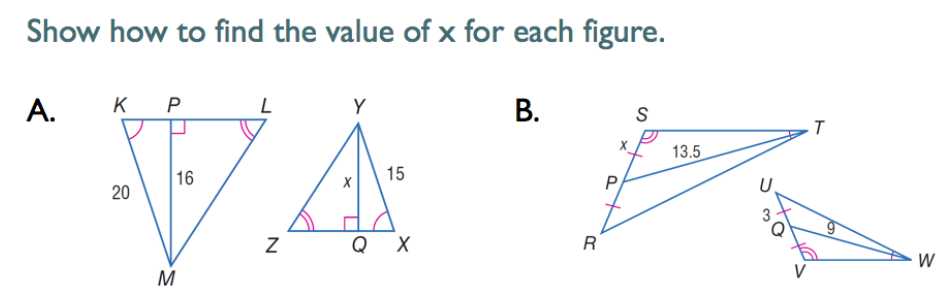 Show how to find the value of x for each figure.
A.
K P L
20
16
M
Y
x
15
Z Q X
B.
S
T
x
13.5
P
R
U
3
Q
9
V
W